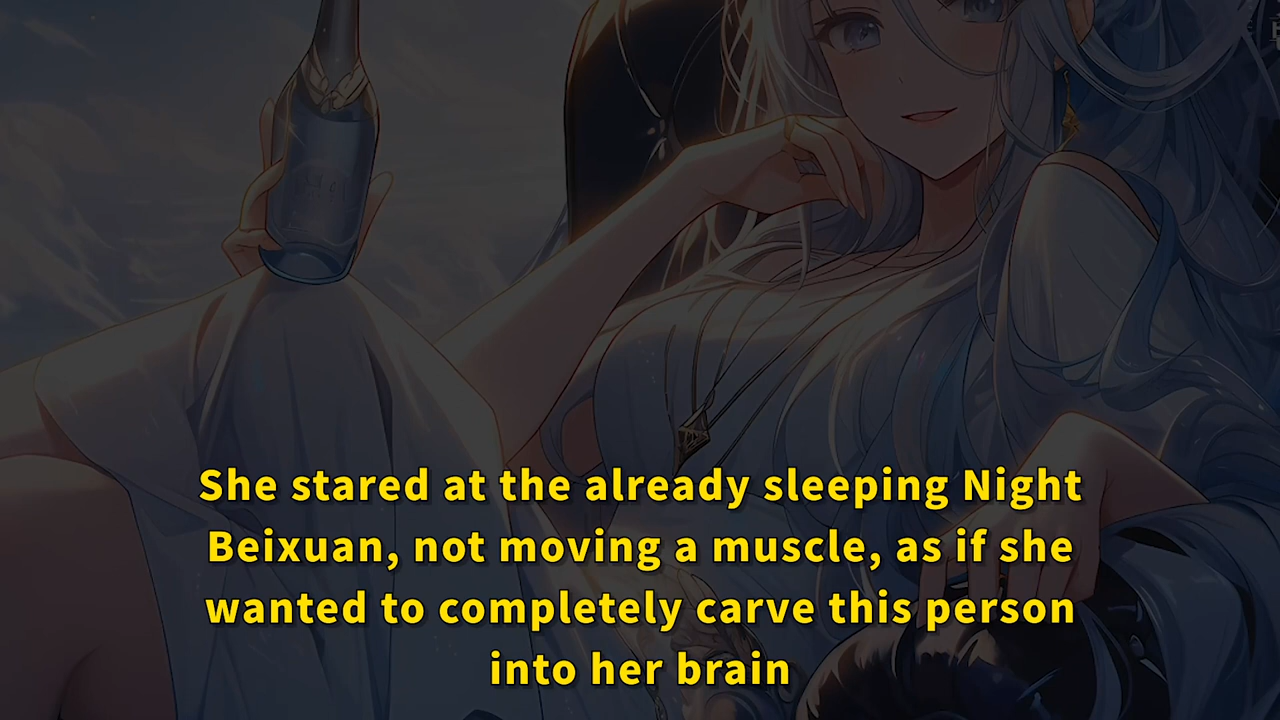 She stared at the already sleeping Night
Beixuan, not moving a muscle, as if she
wanted to completely carve this person
into her brain